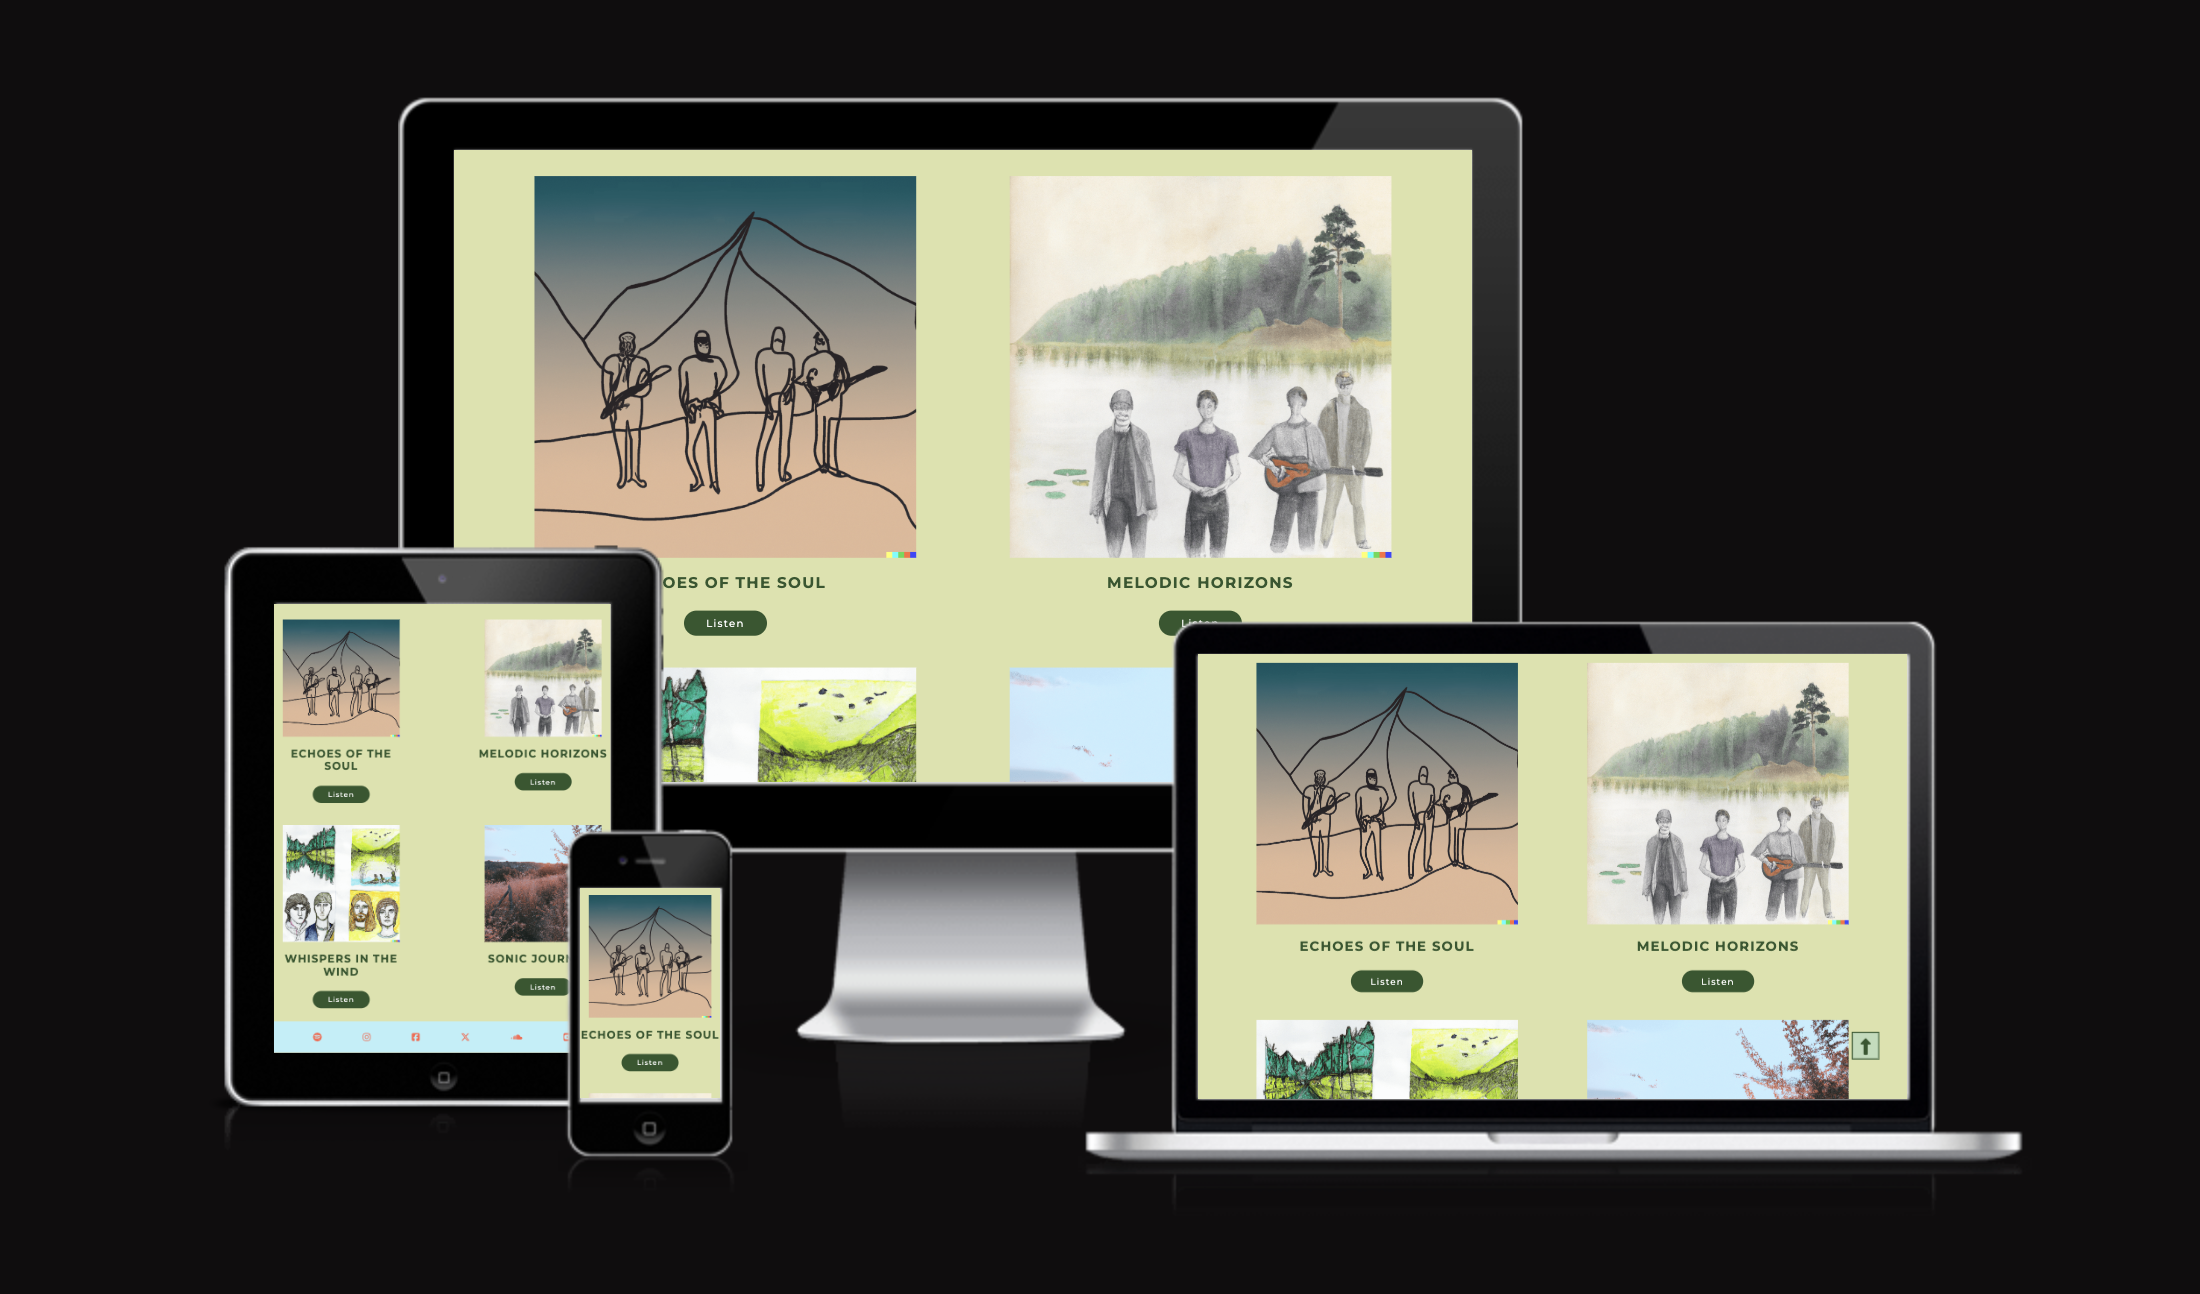 OES OF THE SOUL
Listen
MELODIC HORIZONS
ECHOES OF THE
SOUL
Listen
MELODIC HORIZONS
Listen
WHISPERS IN THE
WIND
Listen
SONIC
Listen
ECHOES OF THE SOUL
Listen
ECHOES OF THE SOUL
Listen
MELODIC HORIZONS
Listen